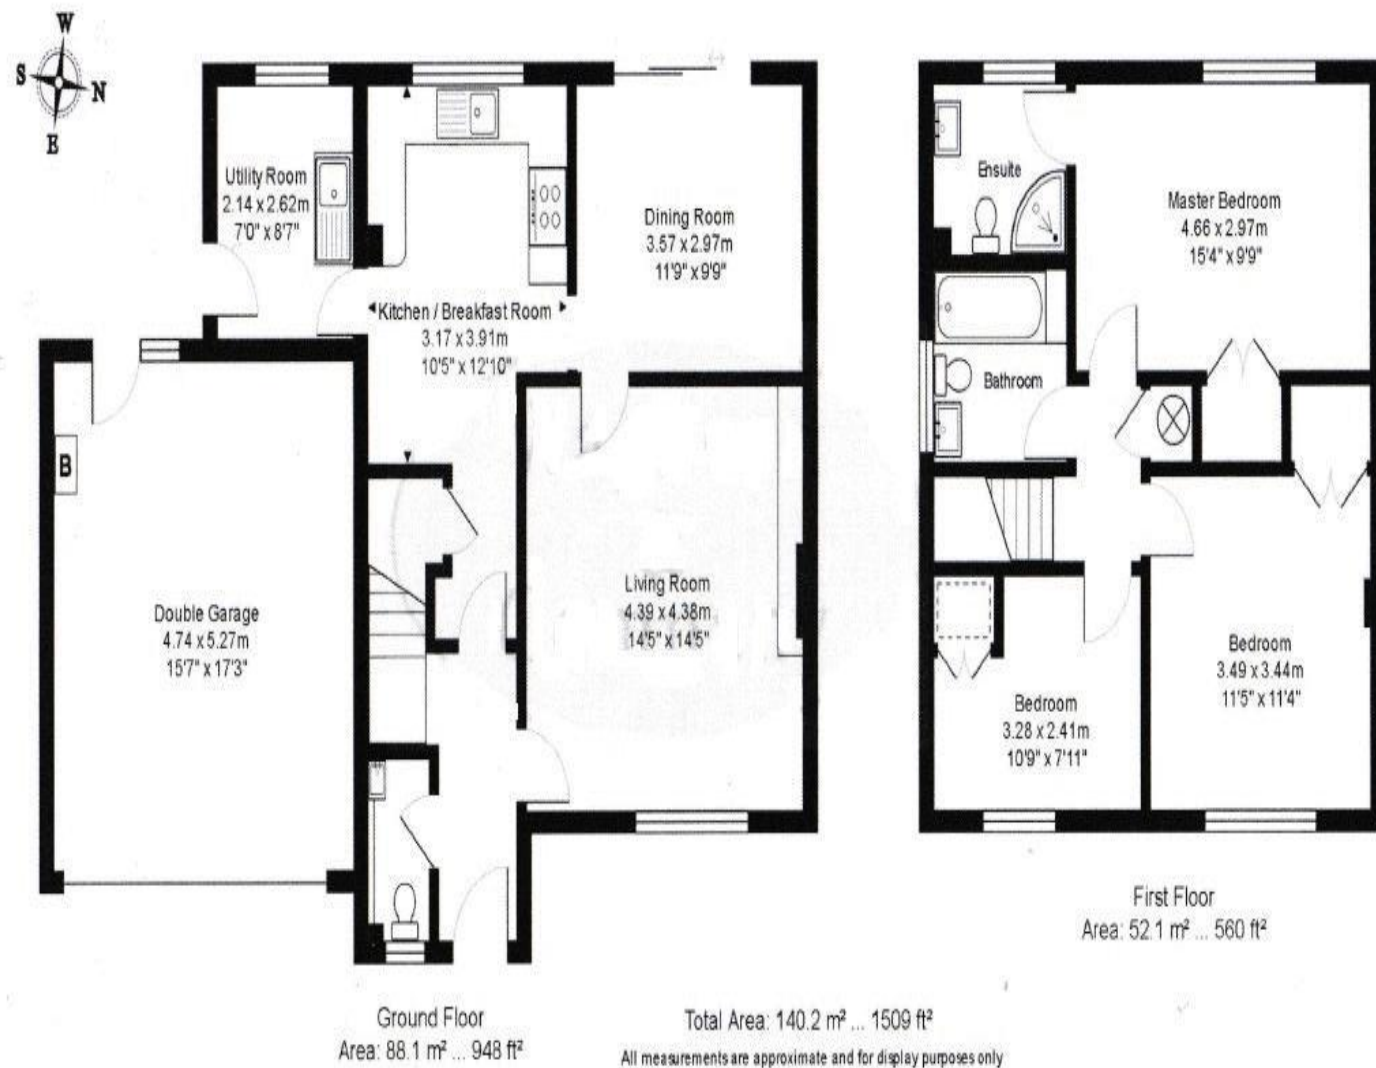 W
S
N
E
Utility Room
2.14 x 2.62m
7'0" x 8'7"
Dining Room
3.57 x 2.97m
11'9" x 9'9"
Kitchen / Breakfast Room
3.17 x 3.91m
10'5" x 12'10"
B
Double Garage
4.74 x 5.27m
15'7" x 17'3"
Living Room
4.39 x 4.38m
14'5" x 14'5"
Ensuite
Master Bedroom
4.66 x 2.97m
15'4" x 9'9"
Bathroom
Bedroom
3.49 x 3.44m
11'5" x 11'4"
Bedroom
3.28 x 2.41m
10'9" x 7'11"
First Floor
Area: 52.1 m² ... 560 ft²
Ground Floor
Area: 88.1 m² ... 948 ft²
Total Area: 140.2 m² ... 1509 ft²
All measurements are approximate and for display purposes only